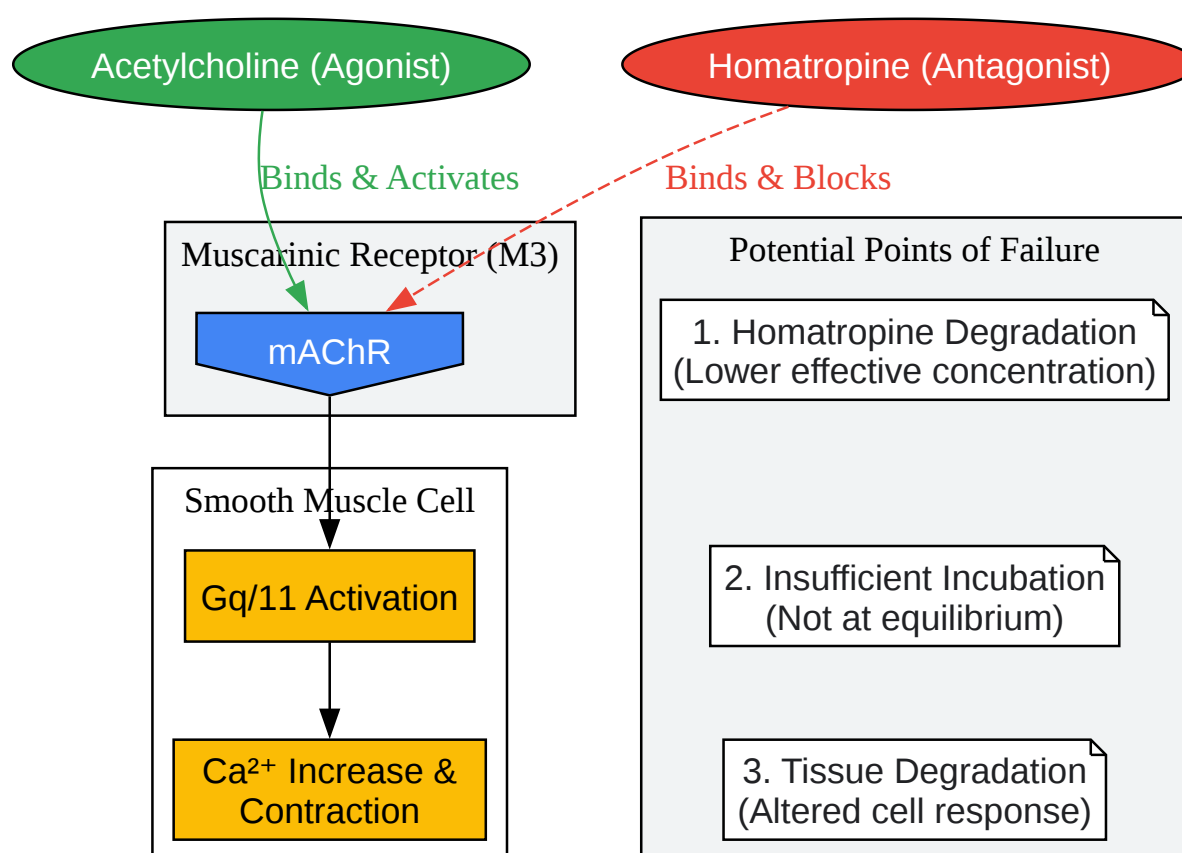 Acetylcholine (Agonist)
Homatropine (Antagonist)
Binds & Activates
Binds & Blocks
Muscarinic Receptor (M3)
mAChR
Smooth Muscle Cell
Gq/11 Activation
Ca²⁺ Increase &
Contraction
Potential Points of Failure
1. Homatropine Degradation
(Lower effective concentration)
2. Insufficient Incubation
(Not at equilibrium)
3. Tissue Degradation
(Altered cell response)